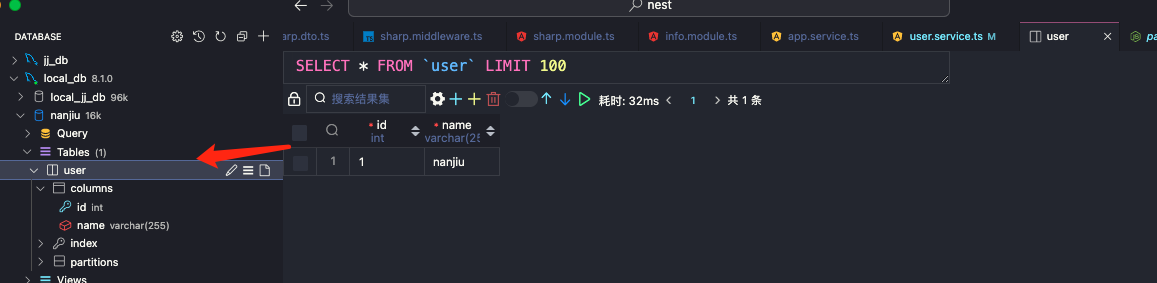 nest
DATABASE
arp.dto.ts
sharp.middleware.ts
sharp.module.ts
info.module.ts
app.service.ts
user.service.ts M
user
pa
jj_db
local_db 8.1.0
local_jj_db 96k
nanjiu 16k
Query
Tables (1)
user
columns
id int
name varchar(255)
index
partitions
Views
SELECT * FROM `user` LIMIT 100
搜索结果集
耗时: 32ms
1
共 1 条
* id
int
* name
varchar(25
1
1
nanjiu